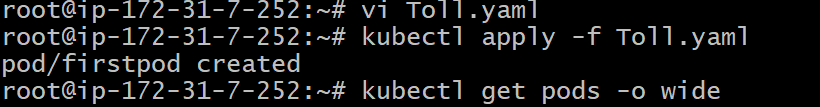 root@ip-172-31-7-252:~# vi Toll.yaml
root@ip-172-31-7-252:~# kubectl apply -f Toll.yaml
pod/firstpod created
root@ip-172-31-7-252:~# kubectl get pods -o wide